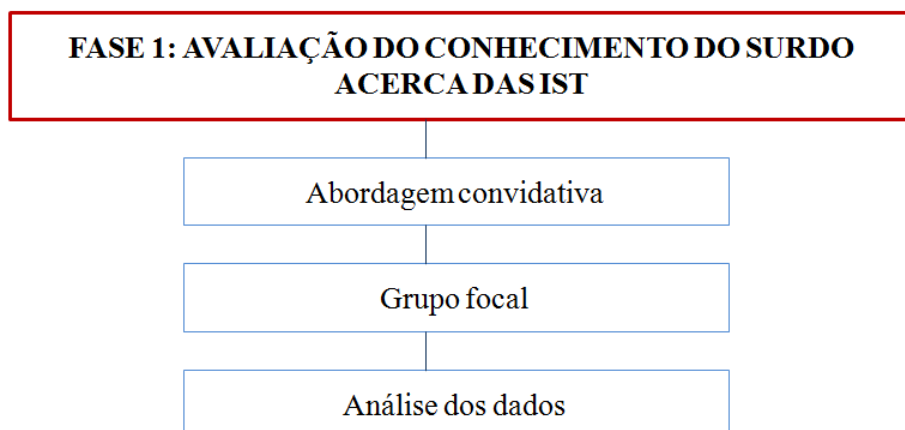 FASE 1: AVALIAÇÃO DO CONHECIMENTO DO SURDO
ACERCA DAS IST
Abordagem convidativa
Grupo focal
Análise dos dados